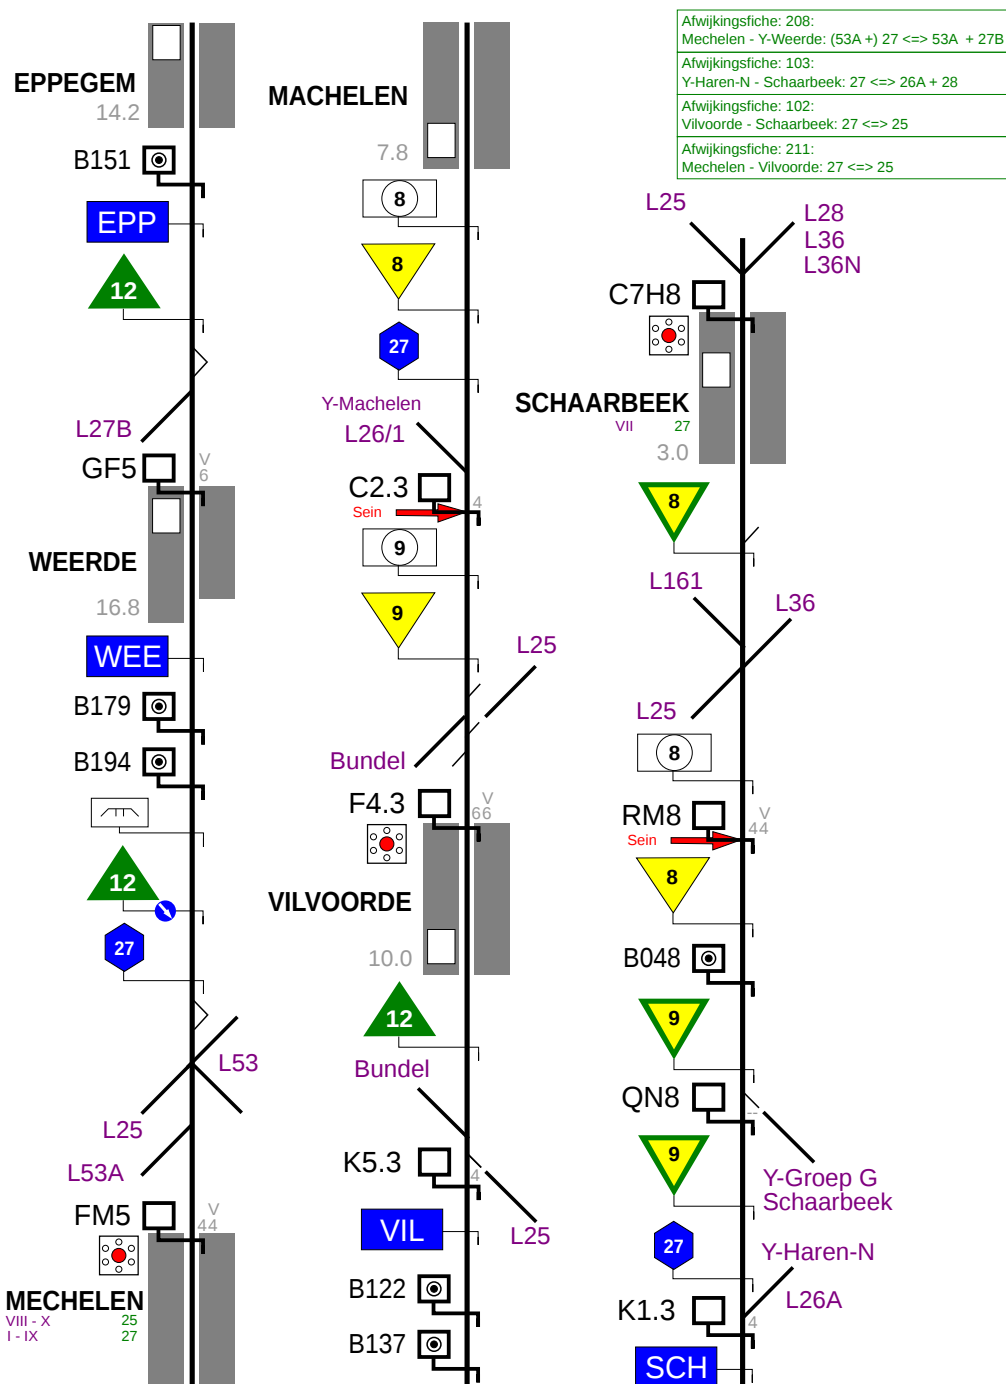 EPPEGEM
14.2
B151
EPP
12
L27B
GF5
V
6
WEERDE
16.8
WEE
B179
B194
12
27
L53
L25
L53A
FM5
V
44
MECHELEN
VIII - X 25
I - IX 27
MACHELEN
7.8
8
8
27
Y-Machelen
L26/1
C2.3
4
Sein
9
9
L25
Bundel
F4.3
V
66
VILVOORDE
10.0
12
Bundel
K5.3
4
VIL
L25
B122
B137
Afwijkingsfiche: 208:
Mechelen - Y-Weerde: (53A +) 27 <=> 53A + 27B
Afwijkingsfiche: 103:
Y-Haren-N - Schaarbeek: 27 <=> 26A + 28
Afwijkingsfiche: 102:
Vilvoorde - Schaarbeek: 27 <=> 25
Afwijkingsfiche: 211:
Mechelen - Vilvoorde: 27 <=> 25
L25
L28
L36
L36N
C7H8
SCHAARBEEK
VII 27
3.0
8
L161
L36
L25
8
RM8
V
44
Sein
8
B048
9
QN8
9
Y-Groep G
Schaarbeek
27
Y-Haren-N
L26A
K1.3
4
SCH